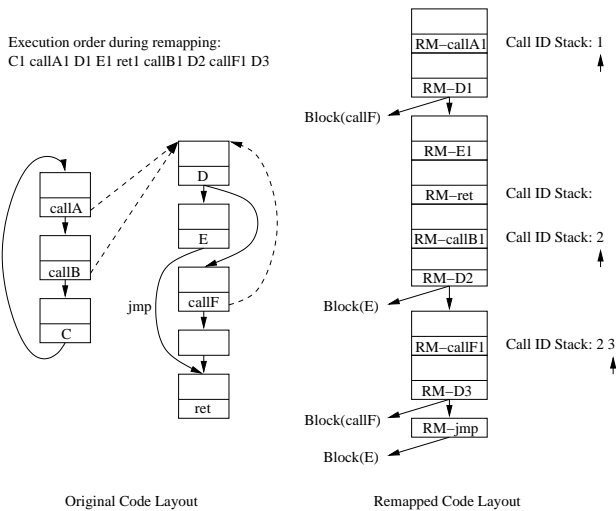 Execution order during remapping:
C1 callA1 D1 E1 ret1 callB1 D2 callF1 D3
callA
callB
C
D
E
jmp
callF
ret
Original Code Layout
RM−callA1
Call ID Stack: 1
RM−D1
Block(callF)
RM−E1
RM−ret
Call ID Stack:
RM−callB1
Call ID Stack: 2
RM−D2
Block(E)
RM−callF1
Call ID Stack: 2 3
RM−D3
Block(callF)
RM−jmp
Block(E)
Remapped Code Layout